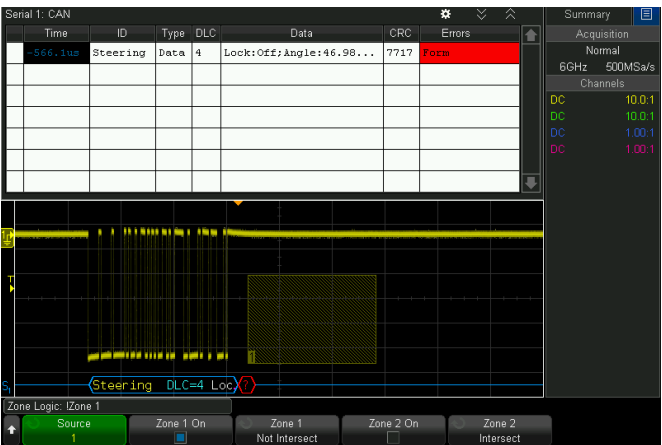 Serial 1: CAN
Summary
Time ID Type DLC Data CRC Errors
Acquisition
-566.1us Steering Data 4 Lock:Off;Angle:46.98... 7717 Form
Normal
6GHz 500MSa/s
Channels
DC 10.0:1
DC 10.0:1
DC 1.00:1
DC 1.00:1
1
T
1
S1 Steering DLC=4 Loc ?
Zone Logic: !Zone 1
Source Zone 1 On Zone 1 Zone 2 On Zone 2
1 Not Intersect Intersect